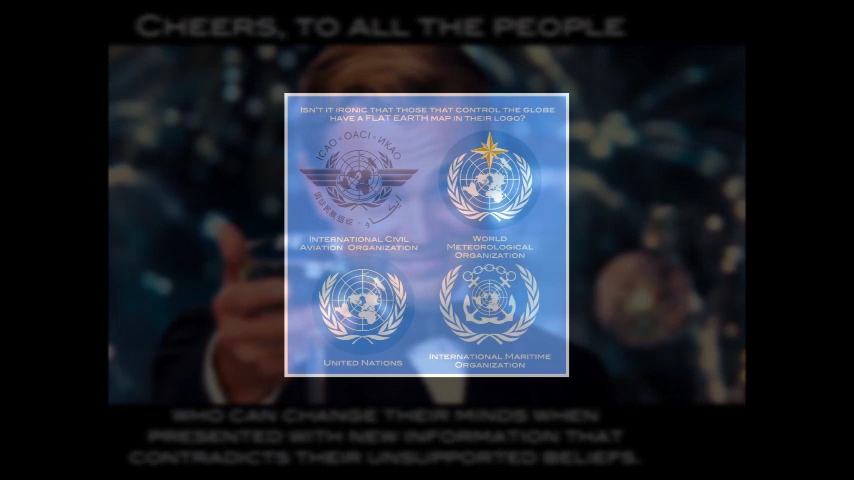 CHEERS, TO ALL THE PEOPLE
ISN'T IT IRONIC THAT THOSE THAT CONTROL THE GLOBE
HAVE A FLAT EARTH MAP IN THEIR LOGO?
ICAO · OACI · ИКАО
INTERNATIONAL CIVIL
AVIATION ORGANIZATION
WORLD
METEOROLOGICAL
ORGANIZATION
UNITED NATIONS
INTERNATIONAL MARITIME
ORGANIZATION
WHO CAN CHANGE THEIR MINDS WHEN
PRESENTED WITH NEW INFORMATION THAT
CONTRADICTS THEIR UNSUPPORTED BELIEFS.